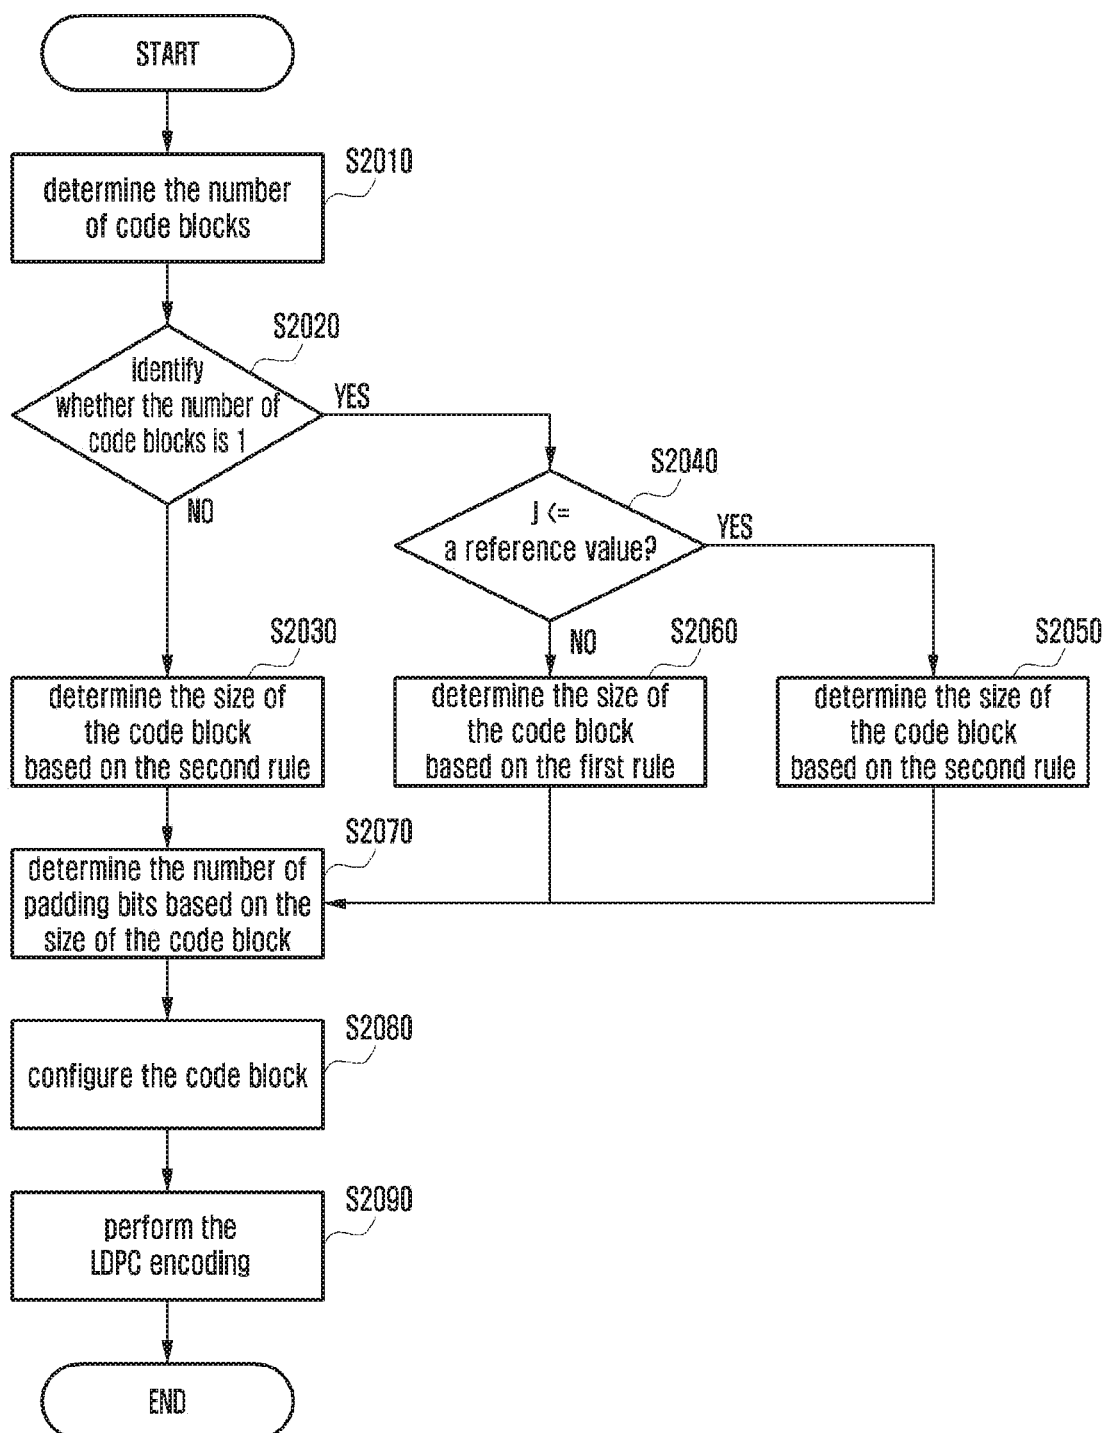 START
S2010
determine the number
of code blocks
S2020
identify
whether the number of
code blocks is 1
YES
NO
S2040
J <=
a reference value?
YES
NO
S2030
determine the size of
the code block
based on the second rule
S2060
determine the size of
the code block
based on the first rule
S2050
determine the size of
the code block
based on the second rule
S2070
determine the number of
padding bits based on the
size of the code block
S2080
configure the code block
S2090
perform the
LDPC encoding
END